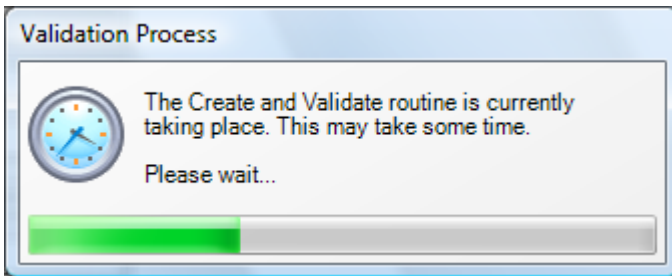 Validation Process
The Create and Validate routine is currently
taking place. This may take some time.
Please wait...